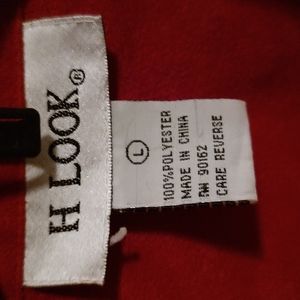 H LOOK®
L
100%POLYESTER
MADE IN CHINA
RN 90162
CARE REVERSE